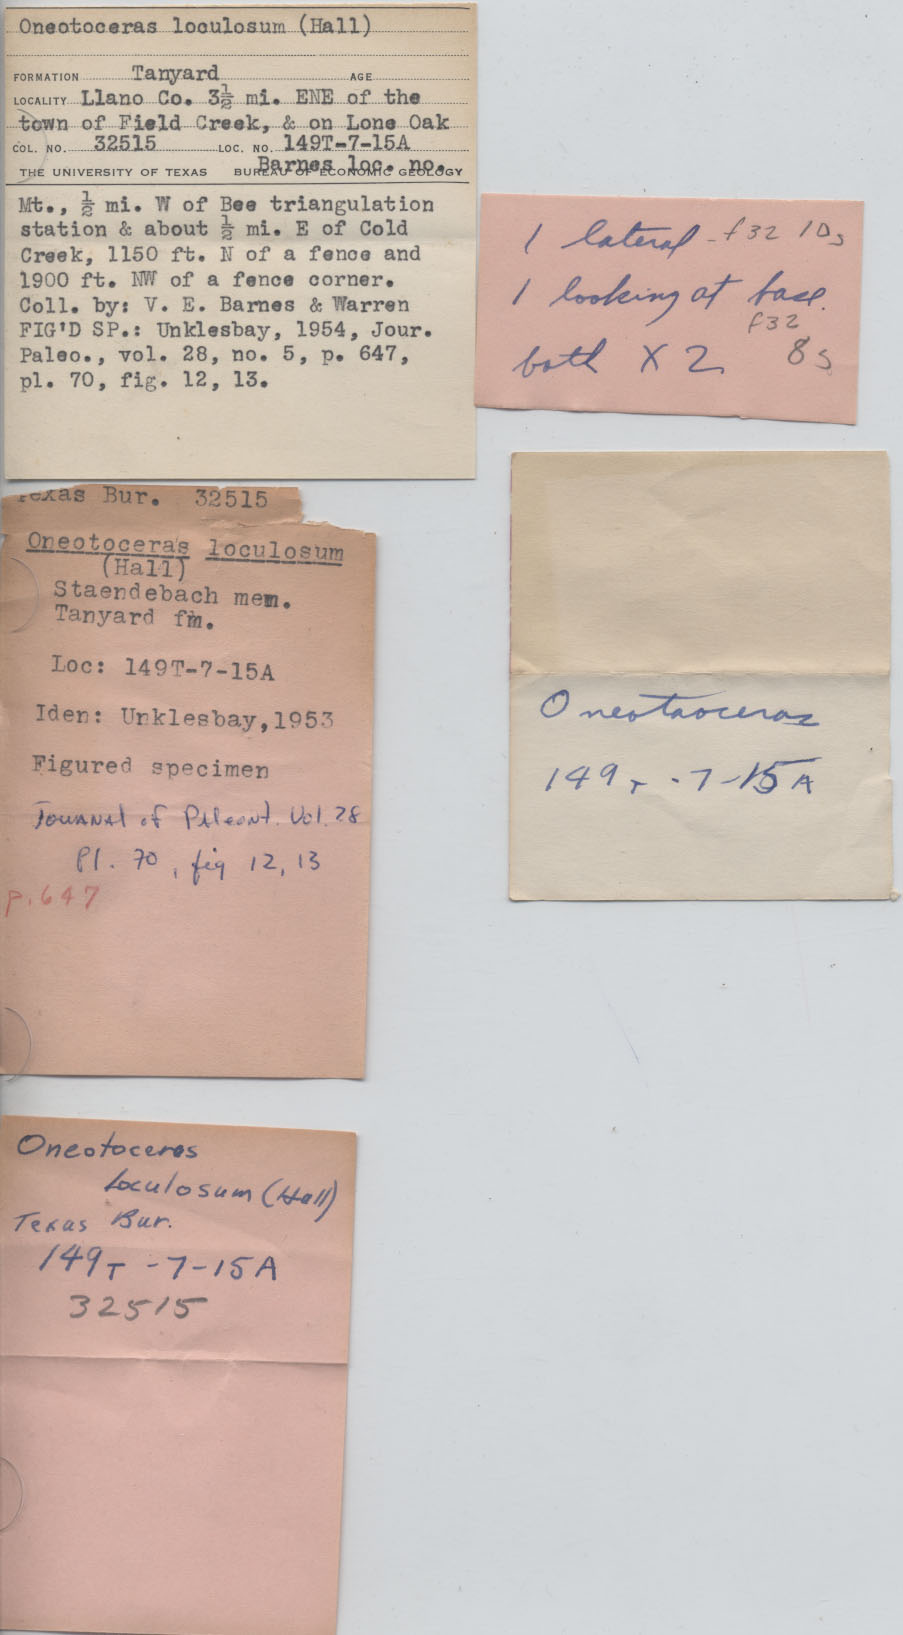 Oneotoceras loculosum (Hall)
FORMATION Tanyard AGE
LOCALITY Llano Co. 3½ mi. ENE of the
town of Field Creek, & on Lone Oak
COL. NO. 32515 LOC. NO. 149T-7-15A
Barnes loc. no.
THE UNIVERSITY OF TEXAS BUREAU OF ECONOMIC GEOLOGY
Mt., ½ mi. W of Bee triangulation
station & about ½ mi. E of Cold
Creek, 1150 ft. N of a fence and
1900 ft. NW of a fence corner.
Coll. by: V. E. Barnes & Warren
FIG'D SP.: Unklesbay, 1954, Jour.
Paleo., vol. 28, no. 5, p. 647,
pl. 70, fig. 12, 13.
1 lateral - f32 10s
1 looking at base.
f32
both X 2 8s
Texas Bur. 32515
Oneotoceras loculosum
(Hall)
Staendebach mem.
Tanyard fm.
Loc: 149T-7-15A
Iden: Unklesbay, 1953
Figured specimen
Journal of Paleont. Vol. 28
Pl. 70, fig 12, 13
p. 647
Oneotaoceras
149T-7-15A
Oneotoceras
loculosum (Hall)
Texas Bur.
149T-7-15A
32515